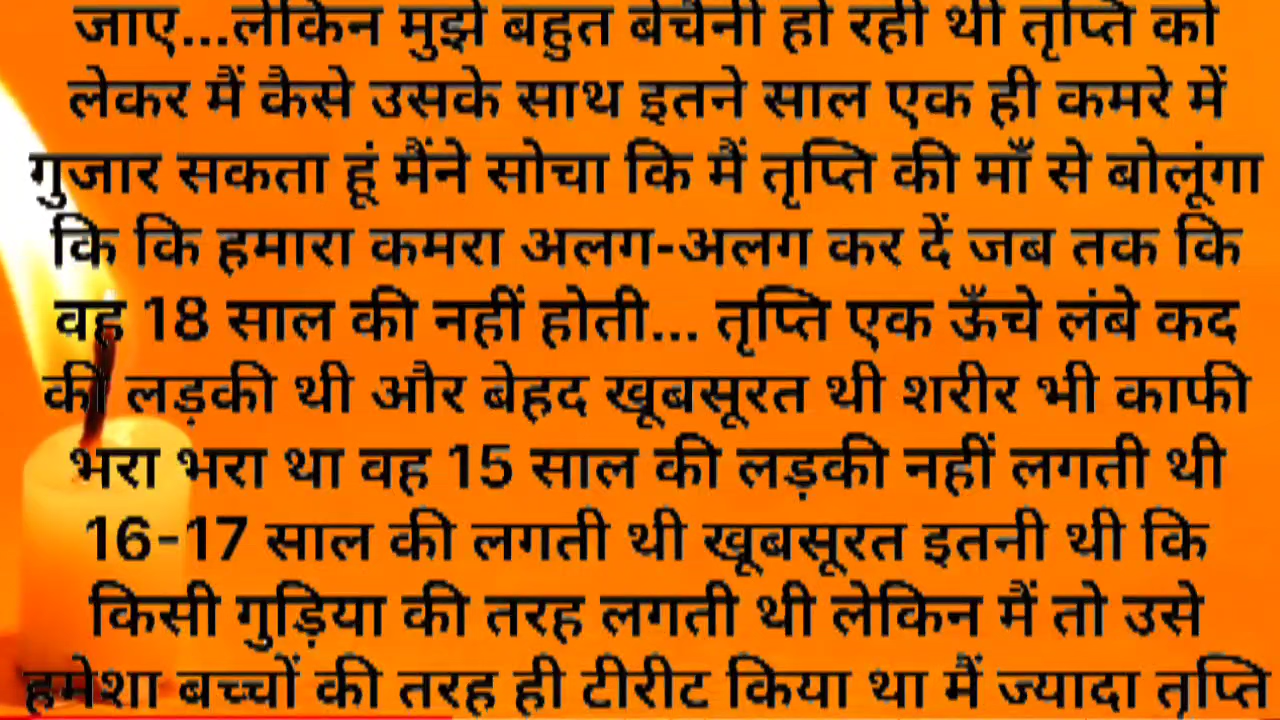 जाए...लेकिन मुझे बहुत बेचैनी हो रही थी तृप्ति को
लेकर मैं कैसे उसके साथ इतने साल एक ही कमरे में
गुजार सकता हूं मैंने सोचा कि मैं तृप्ति की माँ से बोलूंगा
कि कि हमारा कमरा अलग-अलग कर दें जब तक कि
वह 18 साल की नहीं होती... तृप्ति एक ऊँचे लंबे कद
की लड़की थी और बेहद खूबसूरत थी शरीर भी काफी
भरा भरा था वह 15 साल की लड़की नहीं लगती थी
16-17 साल की लगती थी खूबसूरत इतनी थी कि
किसी गुड़िया की तरह लगती थी लेकिन मैं तो उसे
हमेशा बच्चों की तरह ही टीरीट किया था मैं ज्यादा तृप्ति